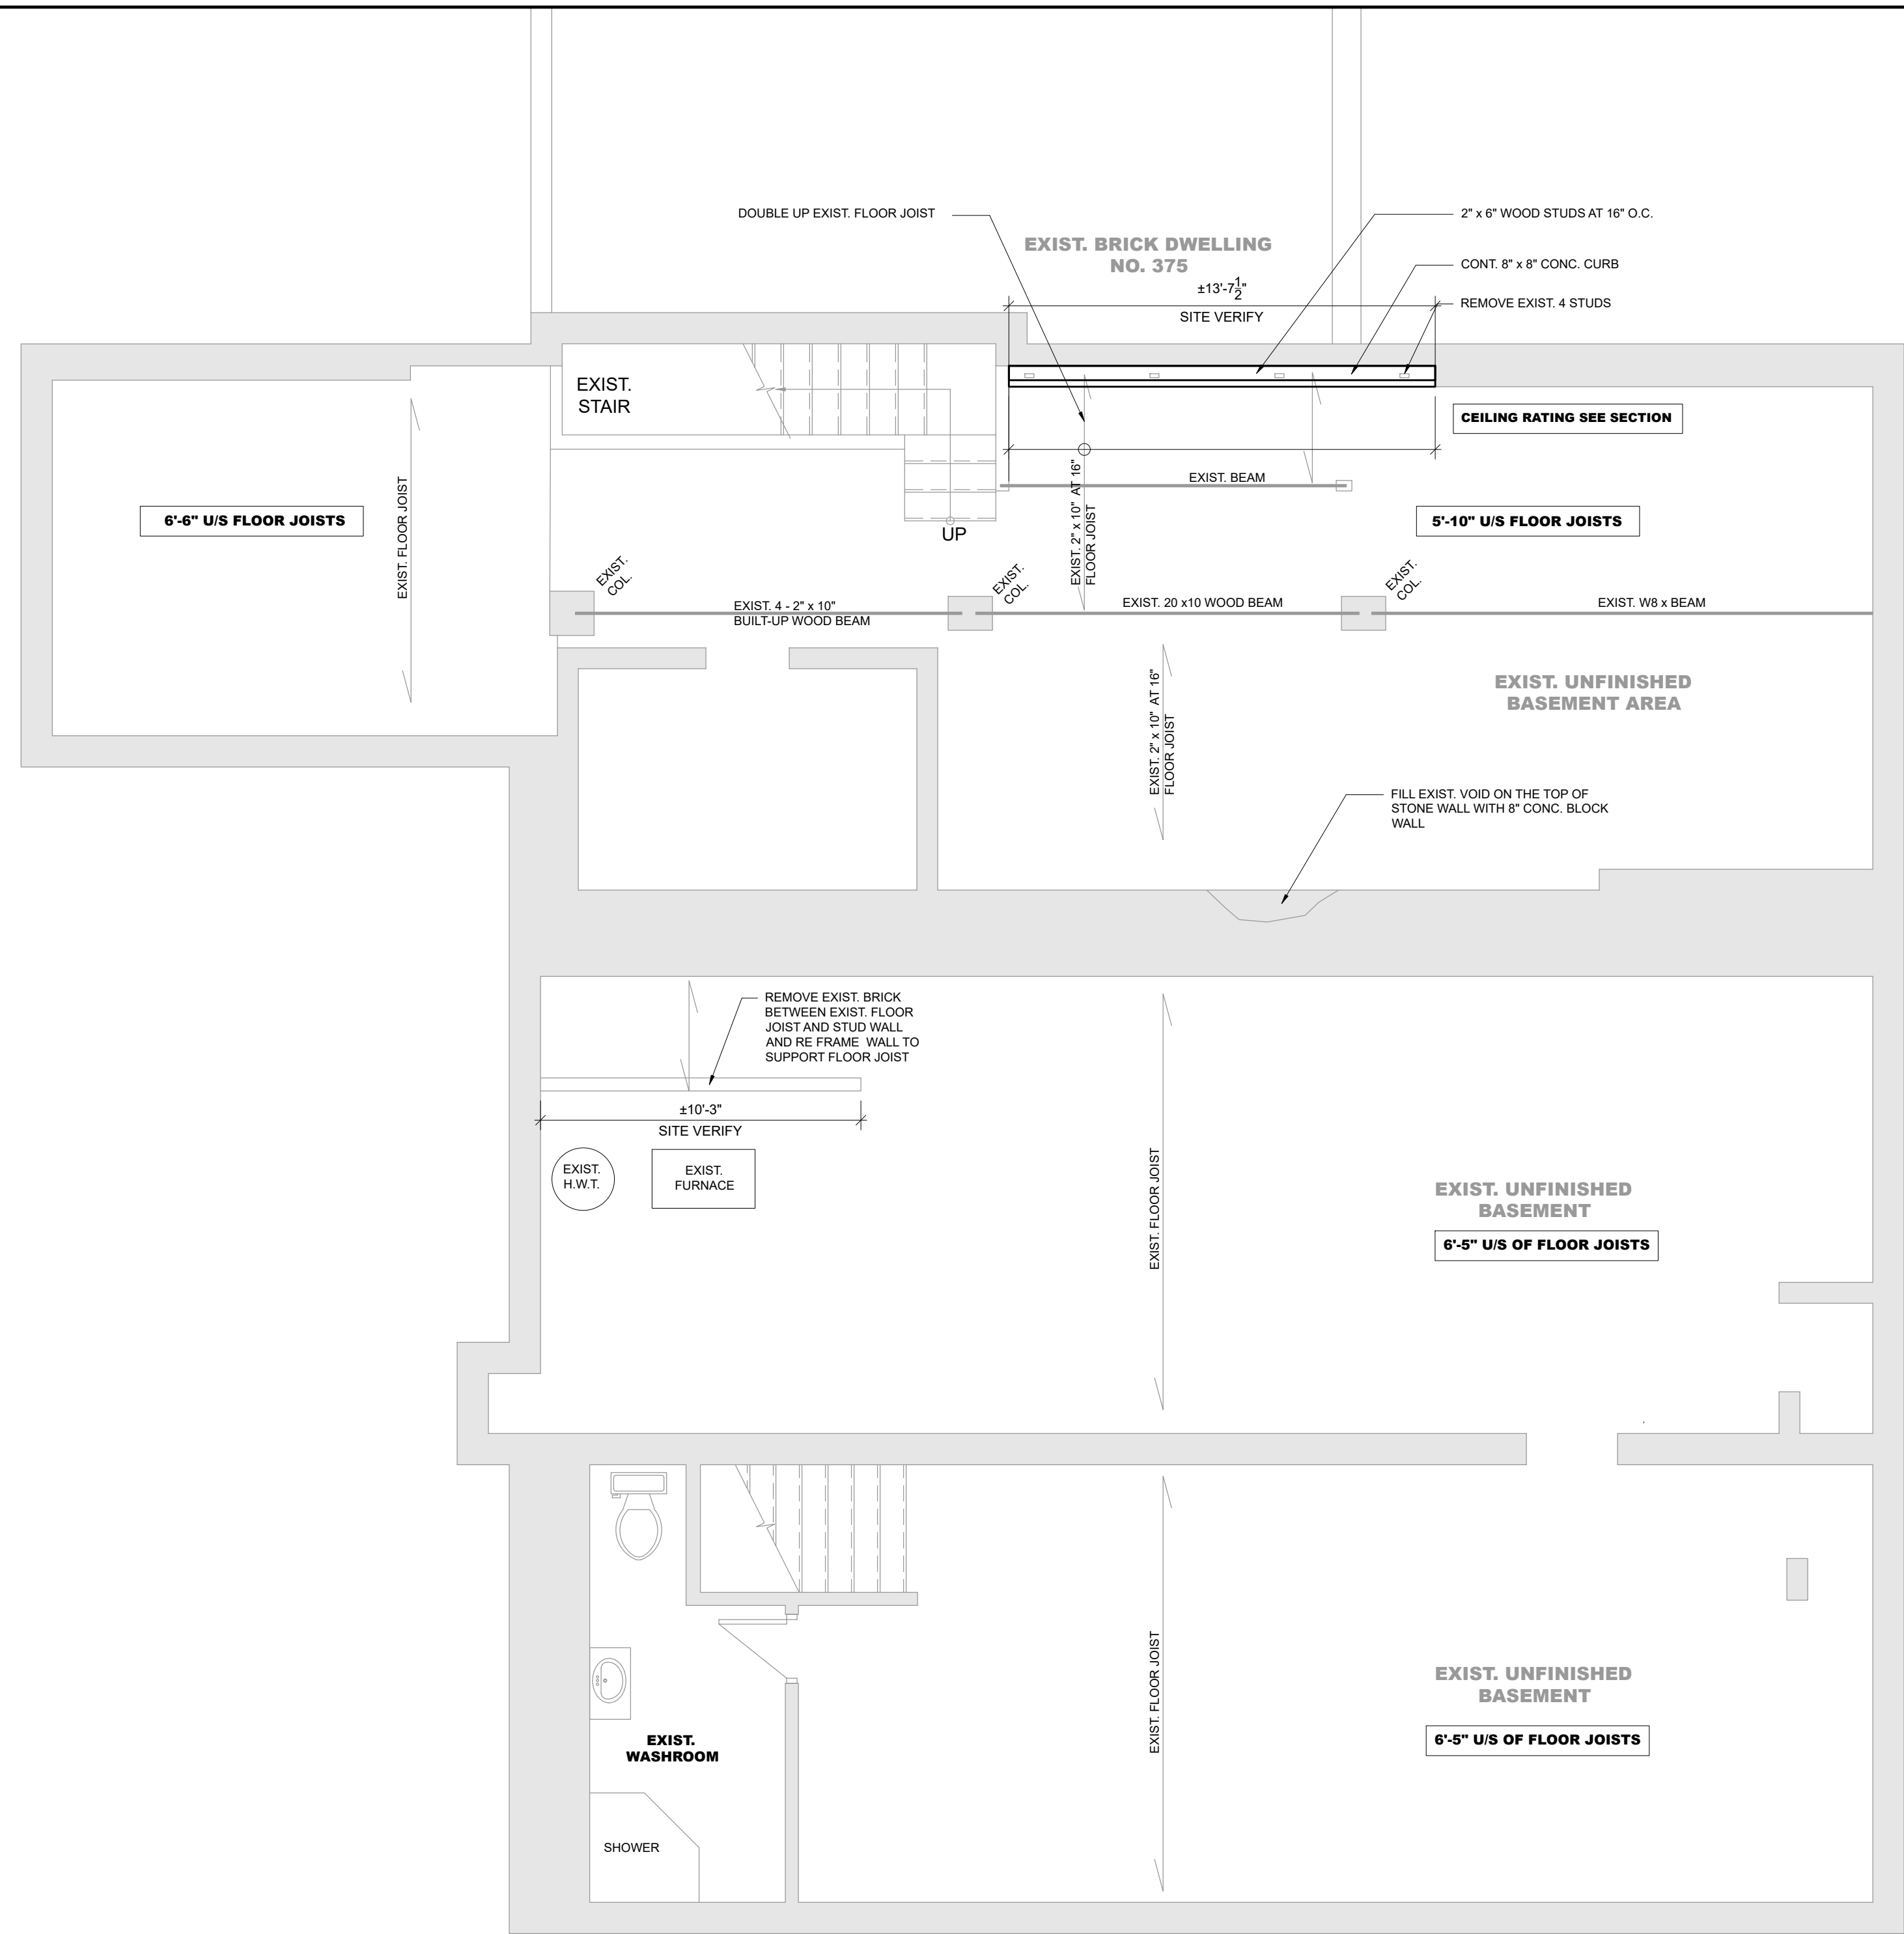 DOUBLE UP EXIST. FLOOR JOIST
2" x 6" WOOD STUDS AT 16" O.C.
EXIST. BRICK DWELLING
NO. 375
CONT. 8" x 8" CONC. CURB
±13'-7 1/2"
SITE VERIFY
REMOVE EXIST. 4 STUDS
EXIST.
STAIR
CEILING RATING SEE SECTION
EXIST. BEAM
6'-6" U/S FLOOR JOISTS
EXIST. FLOOR JOIST
UP
EXIST. 2" x 10" AT 16"
FLOOR JOIST
5'-10" U/S FLOOR JOISTS
EXIST.
COL.
EXIST.
COL.
EXIST.
COL.
EXIST. 4 - 2" x 10"
BUILT-UP WOOD BEAM
EXIST. 20 x10 WOOD BEAM
EXIST. W8 x BEAM
EXIST. UNFINISHED
BASEMENT AREA
EXIST. 2" x 10" AT 16"
FLOOR JOIST
FILL EXIST. VOID ON THE TOP OF
STONE WALL WITH 8" CONC. BLOCK
WALL
REMOVE EXIST. BRICK
BETWEEN EXIST. FLOOR
JOIST AND STUD WALL
AND RE FRAME WALL TO
SUPPORT FLOOR JOIST
±10'-3"
SITE VERIFY
EXIST.
H.W.T.
EXIST.
FURNACE
EXIST. FLOOR JOIST
EXIST. UNFINISHED
BASEMENT
6'-5" U/S OF FLOOR JOISTS
EXIST. FLOOR JOIST
EXIST. UNFINISHED
BASEMENT
6'-5" U/S OF FLOOR JOISTS
EXIST.
WASHROOM
SHOWER